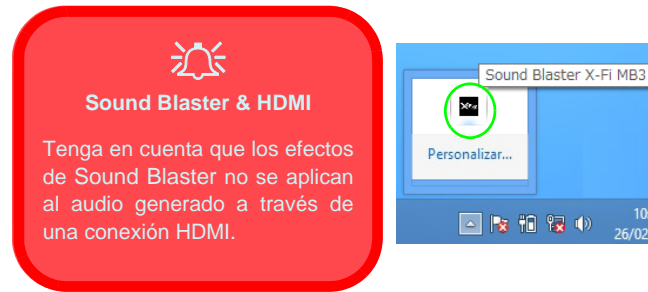 Sound Blaster & HDMI
Tenga en cuenta que los efectos
de Sound Blaster no se aplican
al audio generado a través de
una conexión HDMI.
Sound Blaster X-Fi MB3
Personalizar...
10:
26/02